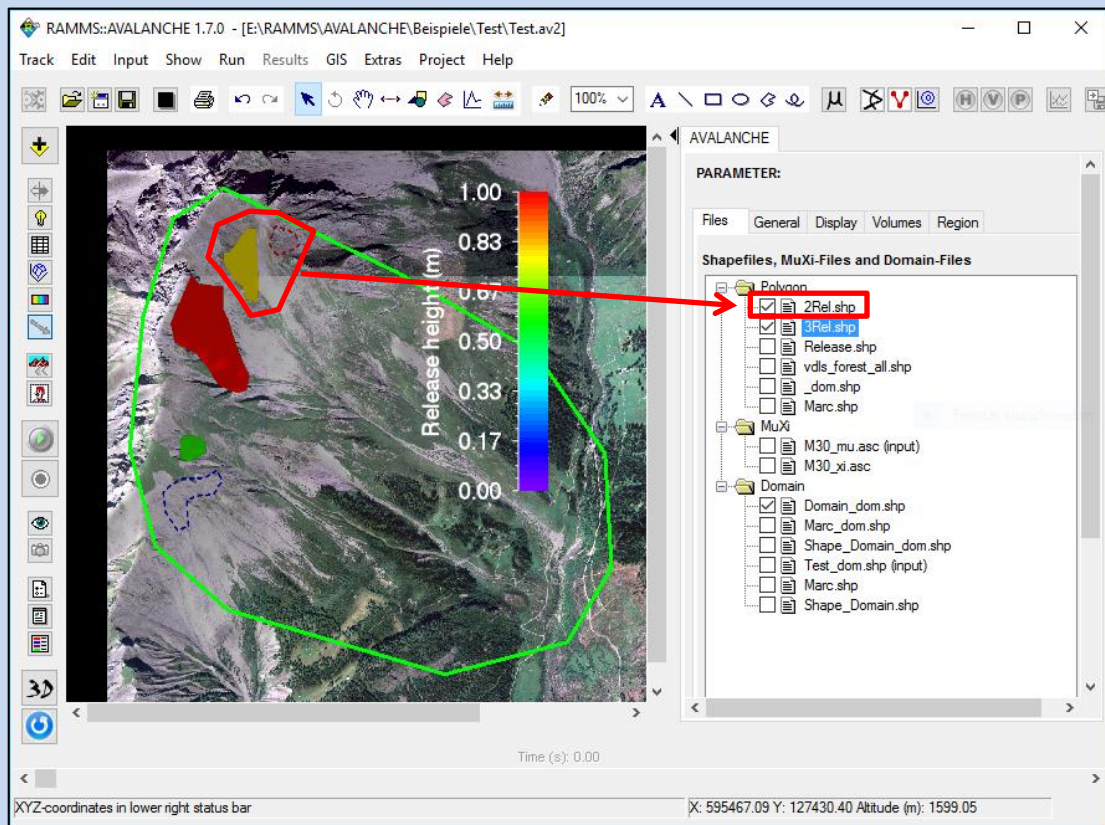 RAMMS::AVALANCHE 1.7.0 - [E:\RAMMS\AVALANCHE\Beispiele\Test\Test.av2]
Track Edit Input Show Run Results GIS Extras Project Help
100% A μ H V P
AVALANCHE
PARAMETER:
Files General Display Volumes Region
Shapefiles, MuXi-Files and Domain-Files
Polygon
2Rel.shp
3Rel.shp
Release.shp
vdls_forest_all.shp
_dom.shp
Marc.shp
MuXi
M30_mu.asc (input)
M30_xi.asc
Domain
Domain_dom.shp
Marc_dom.shp
Shape_Domain_dom.shp
Test_dom.shp (input)
Marc.shp
Shape_Domain.shp
Release height (m)
1.00
0.83
0.67
0.50
0.33
0.17
0.00
3D
Time (s): 0.00
XYZ-coordinates in lower right status bar
X: 595467.09 Y: 127430.40 Altitude (m): 1599.05